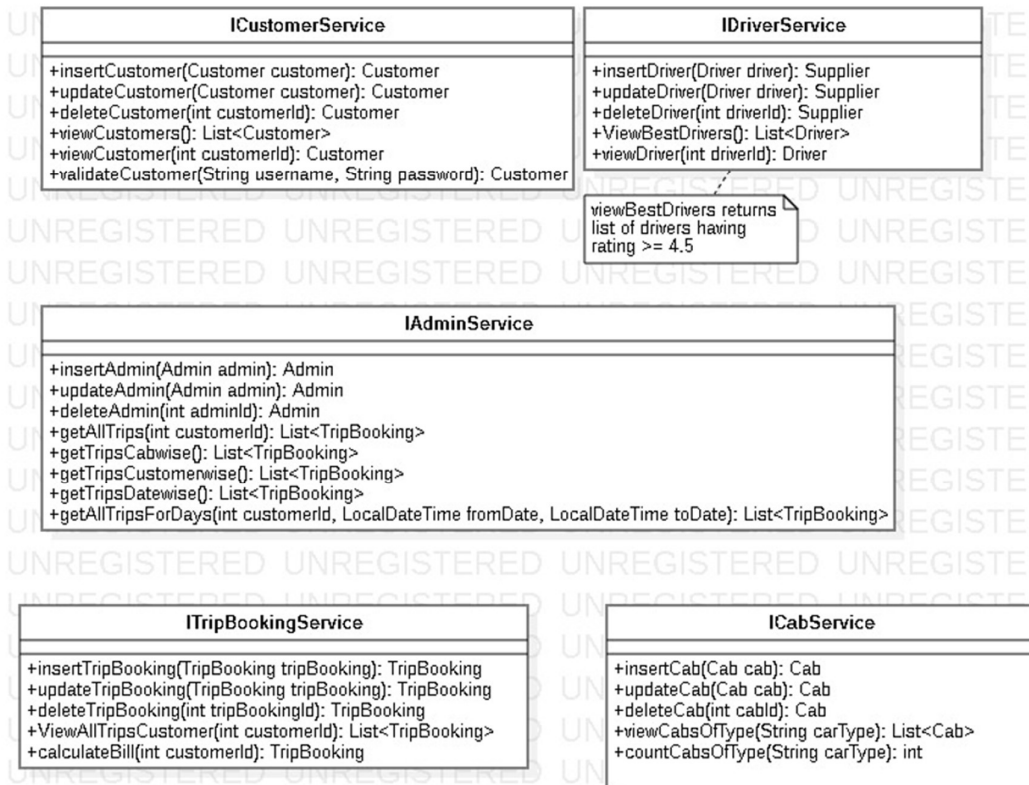 ICustomerService
+insertCustomer(Customer customer): Customer
+updateCustomer(Customer customer): Customer
+deleteCustomer(int customerId): Customer
+viewCustomers(): List<Customer>
+viewCustomer(int customerId): Customer
+validateCustomer(String username, String password): Customer
IDriverService
+insertDriver(Driver driver): Supplier
+updateDriver(Driver driver): Supplier
+deleteDriver(int driverId): Supplier
+ViewBestDrivers(): List<Driver>
+viewDriver(int driverId): Driver
viewBestDrivers returns
list of drivers having
rating >= 4.5
UNREGISTERED UNREGISTERED UNREGISTERED
IAdminService
+insertAdmin(Admin admin): Admin
+updateAdmin(Admin admin): Admin
+deleteAdmin(int adminId): Admin
+getAllTrips(int customerId): List<TripBooking>
+getTripsCabwise(): List<TripBooking>
+getTripsCustomerwise(): List<TripBooking>
+getTripsDatewise(): List<TripBooking>
+getAllTripsForDays(int customerId, LocalDateTime fromDate, LocalDateTime toDate): List<TripBooking>
UNREGISTERED UNREGISTERED UNREGISTERED
ITripBookingService
+insertTripBooking(TripBooking tripBooking): TripBooking
+updateTripBooking(TripBooking tripBooking): TripBooking
+deleteTripBooking(int tripBookingId): TripBooking
+ViewAllTripsCustomer(int customerId): List<TripBooking>
+calculateBill(int customerId): TripBooking
ICabService
+insertCab(Cab cab): Cab
+updateCab(Cab cab): Cab
+deleteCab(int cabId): Cab
+viewCabsOfType(String carType): List<Cab>
+countCabsOfType(String carType): int